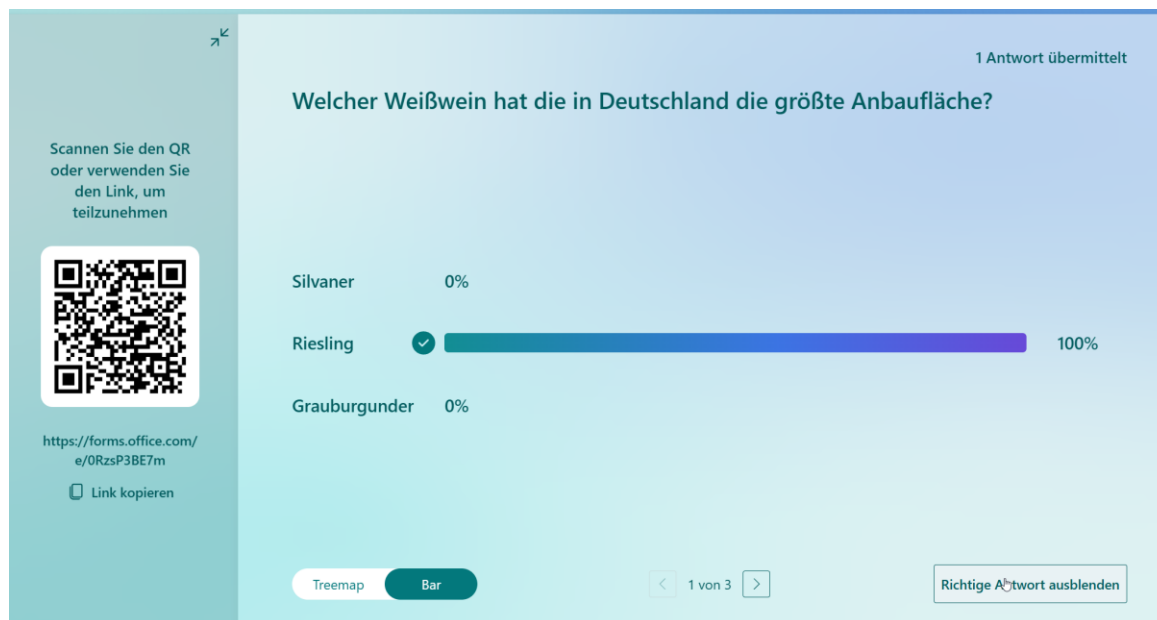 Scannen Sie den QR
oder verwenden Sie
den Link, um
teilzunehmen
https://forms.office.com/
e/0RzsP3BE7m
Link kopieren
1 Antwort übermittelt
Welcher Weißwein hat die in Deutschland die größte Anbaufläche?
Silvaner 0%
Riesling 100%
Grauburgunder 0%
Treemap Bar
1 von 3
Richtige Antwort ausblenden